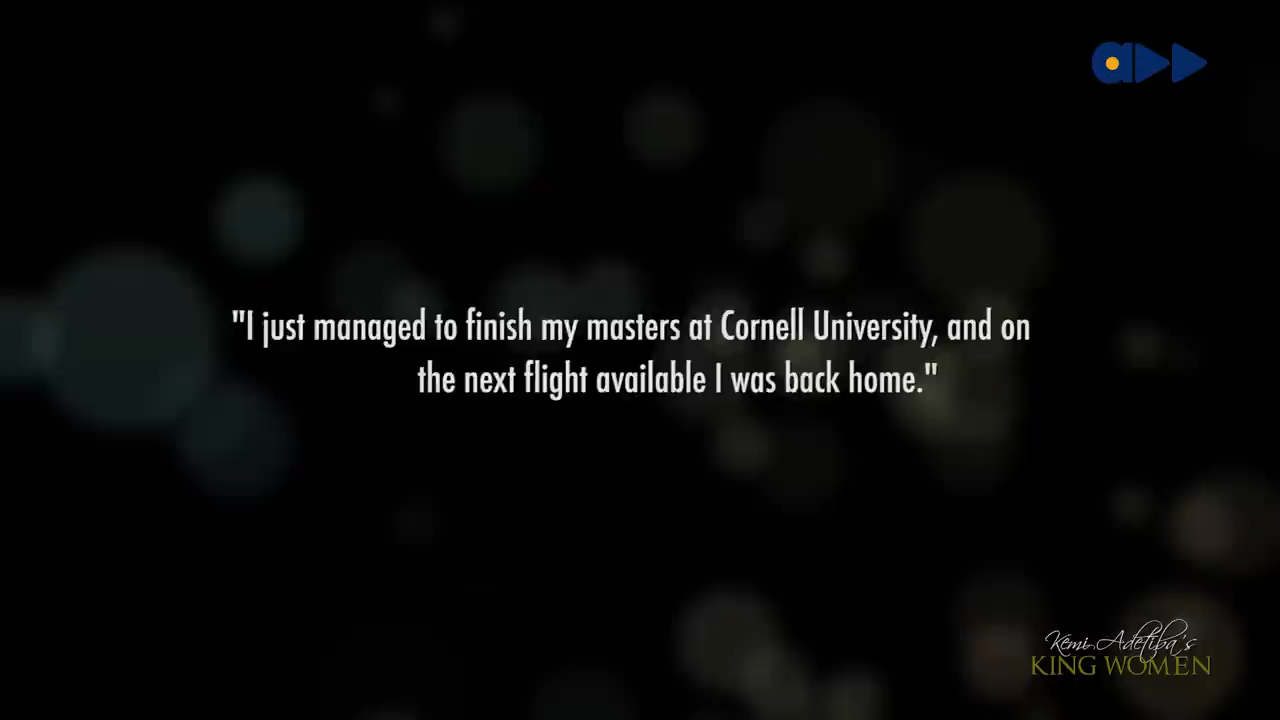 "I just managed to finish my masters at Cornell University, and on
the next flight available I was back home."
Kemi Adetiba's
KING WOMEN